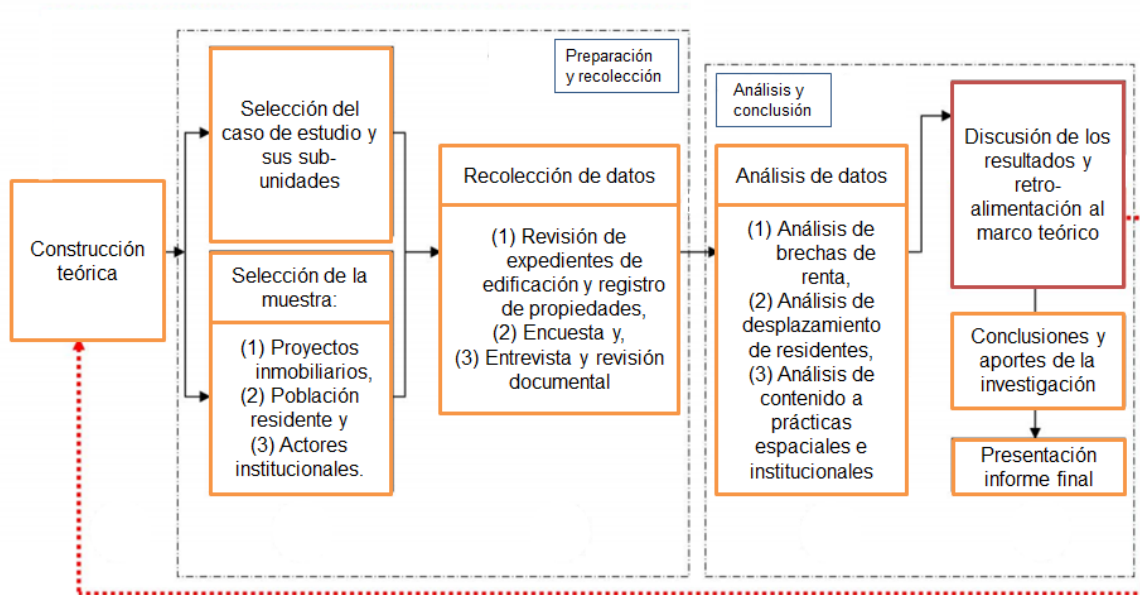 Preparación
y recolección
Construcción
teórica
Selección del
caso de estudio y
sus sub-
unidades
Selección de la
muestra:
(1) Proyectos
inmobiliarios,
(2) Población
residente y
(3) Actores
institucionales.
Recolección de datos
(1) Revisión de
expedientes de
edificación y registro
de propiedades,
(2) Encuesta y,
(3) Entrevista y revisión
documental
Análisis y
conclusión
Análisis de datos
(1) Análisis de
brechas de
renta,
(2) Análisis de
desplazamiento
de residentes,
(3) Análisis de
contenido a
prácticas
espaciales e
institucionales
Discusión de los
resultados y
retro-
alimentación al
marco teórico
Conclusiones y
aportes de la
investigación
Presentación
informe final